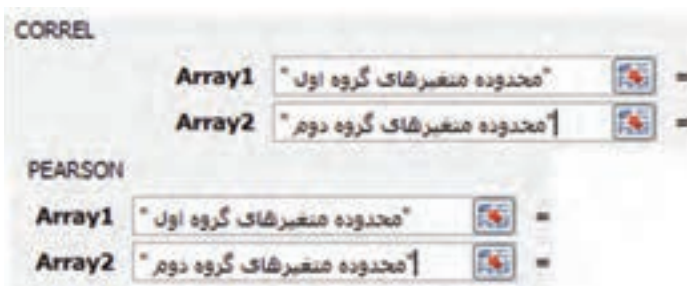 CORREL
Array1 "محدوده متغیرهای گروه اول" =
Array2 "محدوده متغیرهای گروه دوم" =
PEARSON
Array1 "محدوده متغیرهای گروه اول" =
Array2 "محدوده متغیرهای گروه دوم" =